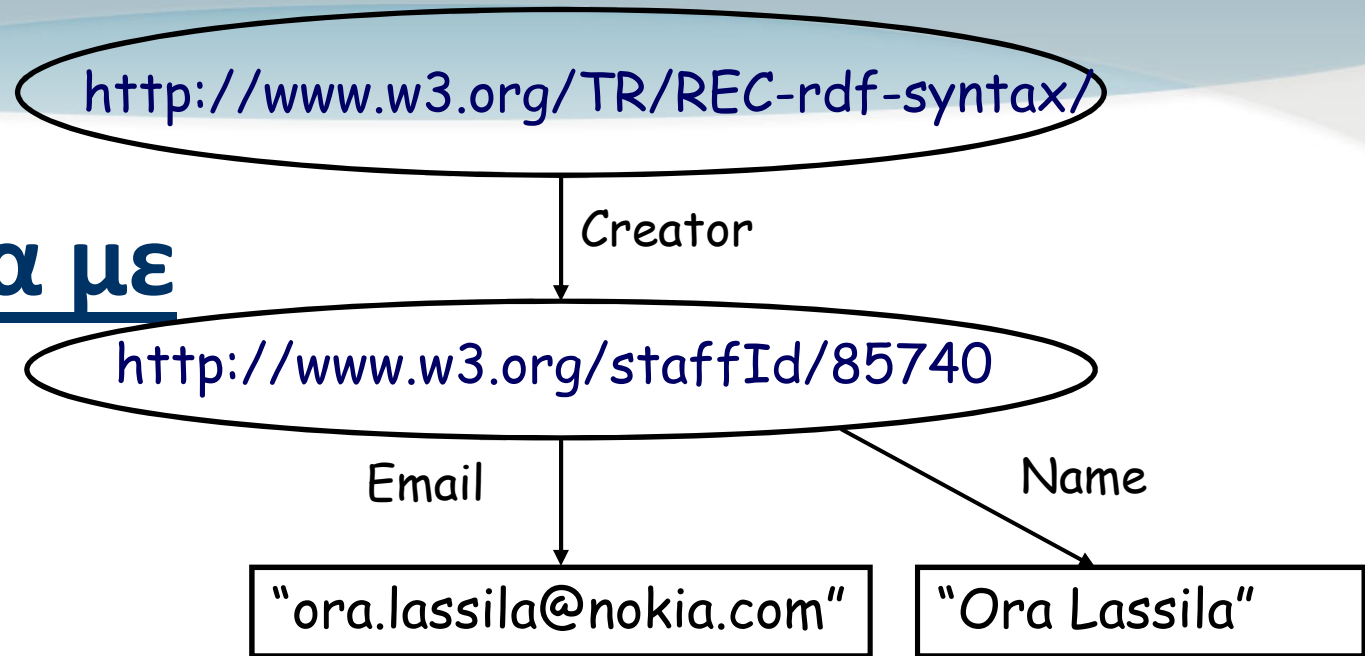 http://www.w3.org/TR/REC-rdf-syntax/
Creator
α με
http://www.w3.org/staffId/85740
Email
Name
“ora.lassila@nokia.com”
“Ora Lassila”